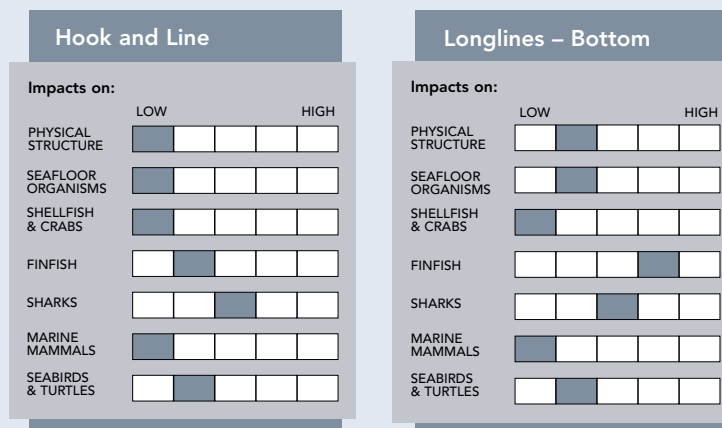 Hook and Line
Impacts on:
LOW HIGH
PHYSICAL
STRUCTURE
SEAFLOOR
ORGANISMS
SHELLFISH
& CRABS
FINFISH
SHARKS
MARINE
MAMMALS
SEABIRDS
& TURTLES
Longlines – Bottom
Impacts on:
LOW HIGH
PHYSICAL
STRUCTURE
SEAFLOOR
ORGANISMS
SHELLFISH
& CRABS
FINFISH
SHARKS
MARINE
MAMMALS
SEABIRDS
& TURTLES